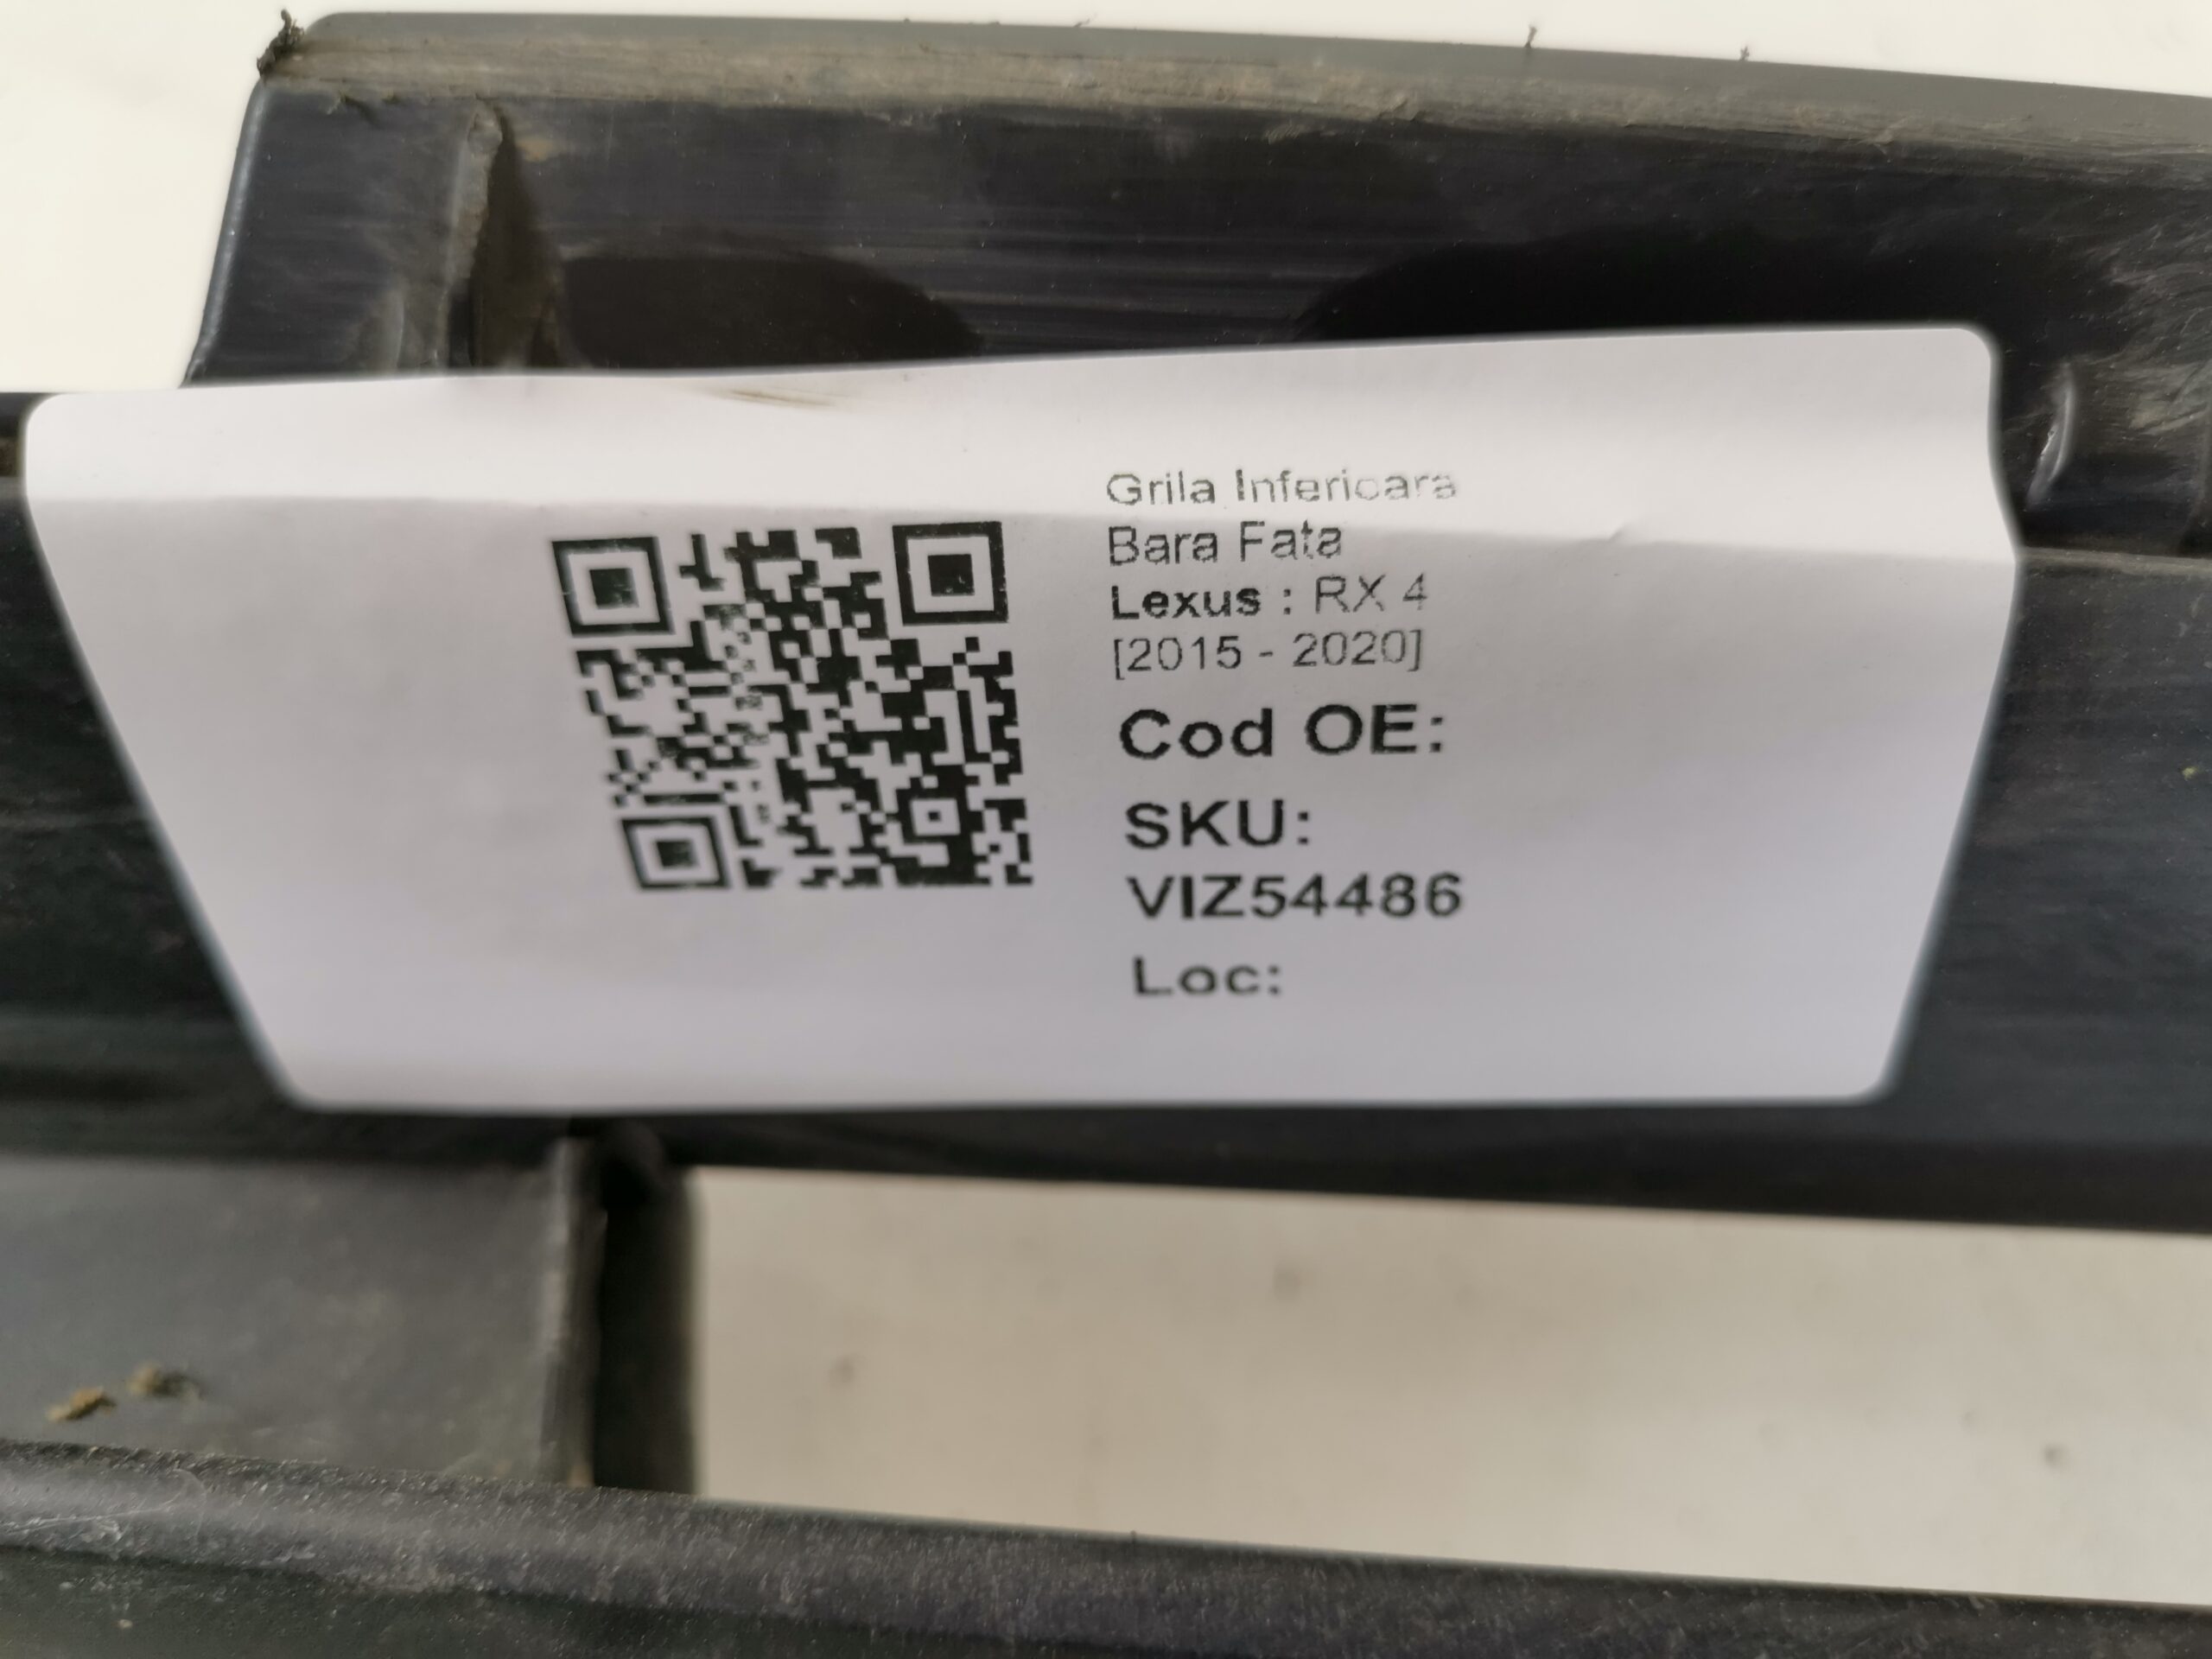 Grila Inferioara
Bara Fata
Lexus : RX 4
[2015 - 2020]
Cod OE:
SKU:
VIZ54486
Loc: